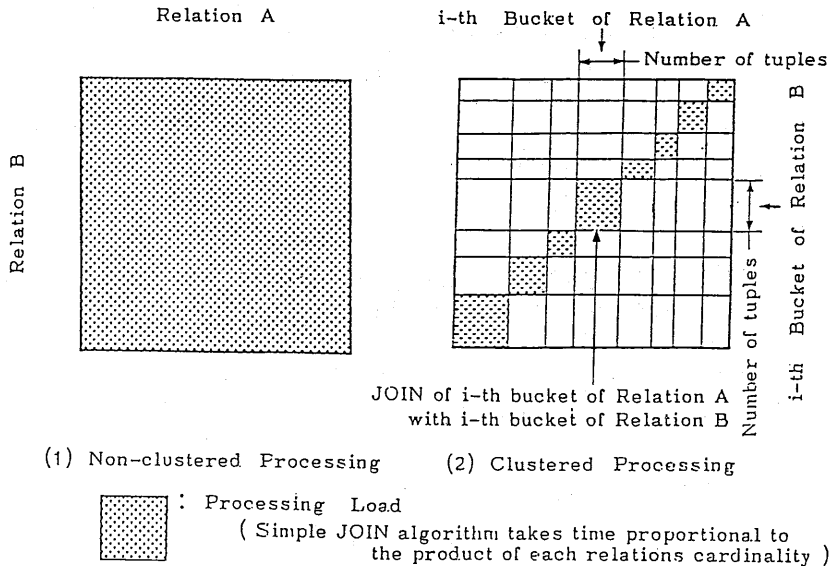 Relation A
i-th Bucket of Relation A
Number of tuples
Relation B
i-th Bucket of Relation B
Number of tuples
JOIN of i-th bucket of Relation A
with i-th bucket of Relation B
(1) Non-clustered Processing
(2) Clustered Processing
: Processing Load
( Simple JOIN algorithm takes time proportional to
the product of each relations cardinality )